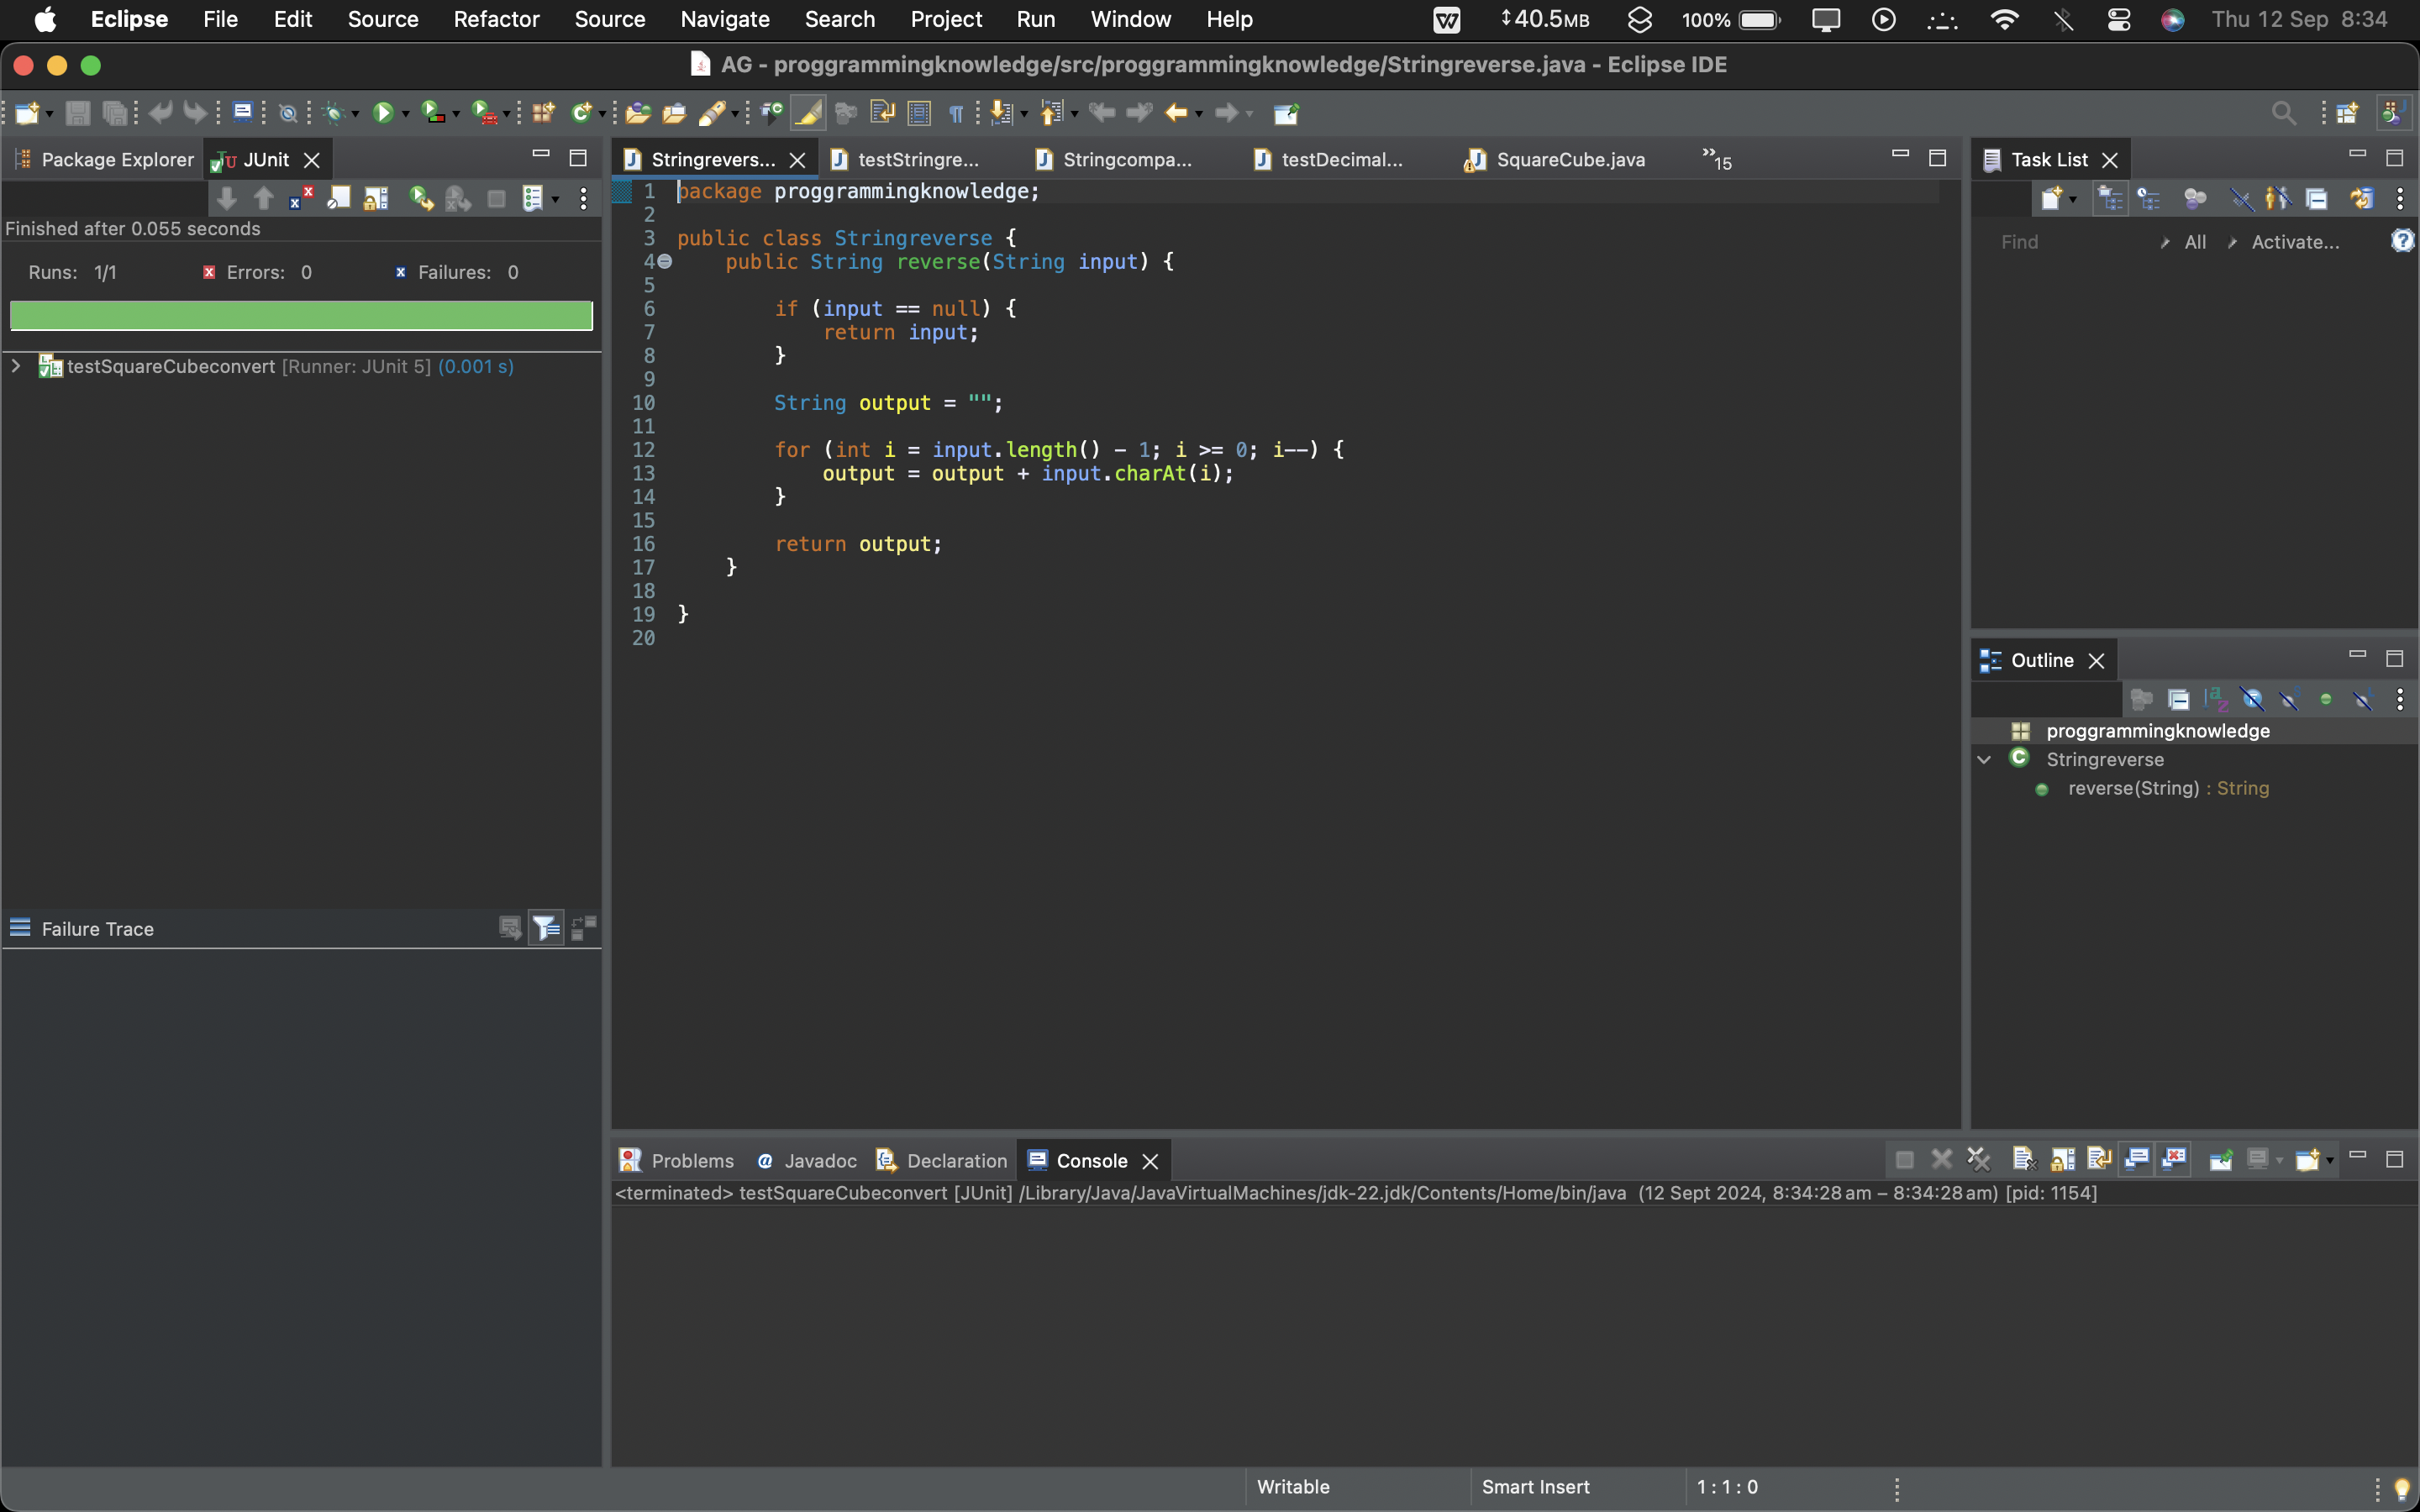 Eclipse File Edit Source Refactor Source Navigate Search Project Run Window Help 40.5MB 100% Thu 12 Sep 8:34
AG - proggrammingknowledge/src/proggrammingknowledge/Stringreverse.java - Eclipse IDE
Package Explorer JUnit
Finished after 0.055 seconds
Runs: 1/1 Errors: 0 Failures: 0
testSquareCubeconvert [Runner: JUnit 5] (0.001 s)
Failure Trace
Stringrevers... testStringre... Stringcompa... testDecimal... SquareCube.java »15
1 package proggrammingknowledge;
2
3 public class Stringreverse {
4 public String reverse(String input) {
5
6 if (input == null) {
7 return input;
8 }
9
10 String output = "";
11
12 for (int i = input.length() - 1; i >= 0; i--) {
13 output = output + input.charAt(i);
14 }
15
16 return output;
17 }
18
19 }
20
Task List
Find All Activate...
Outline
proggrammingknowledge
Stringreverse
reverse(String) : String
Problems Javadoc Declaration Console
<terminated> testSquareCubeconvert [JUnit] /Library/Java/JavaVirtualMachines/jdk-22.jdk/Contents/Home/bin/java (12 Sept 2024, 8:34:28 am – 8:34:28 am) [pid: 1154]
Writable Smart Insert 1 : 1 : 0